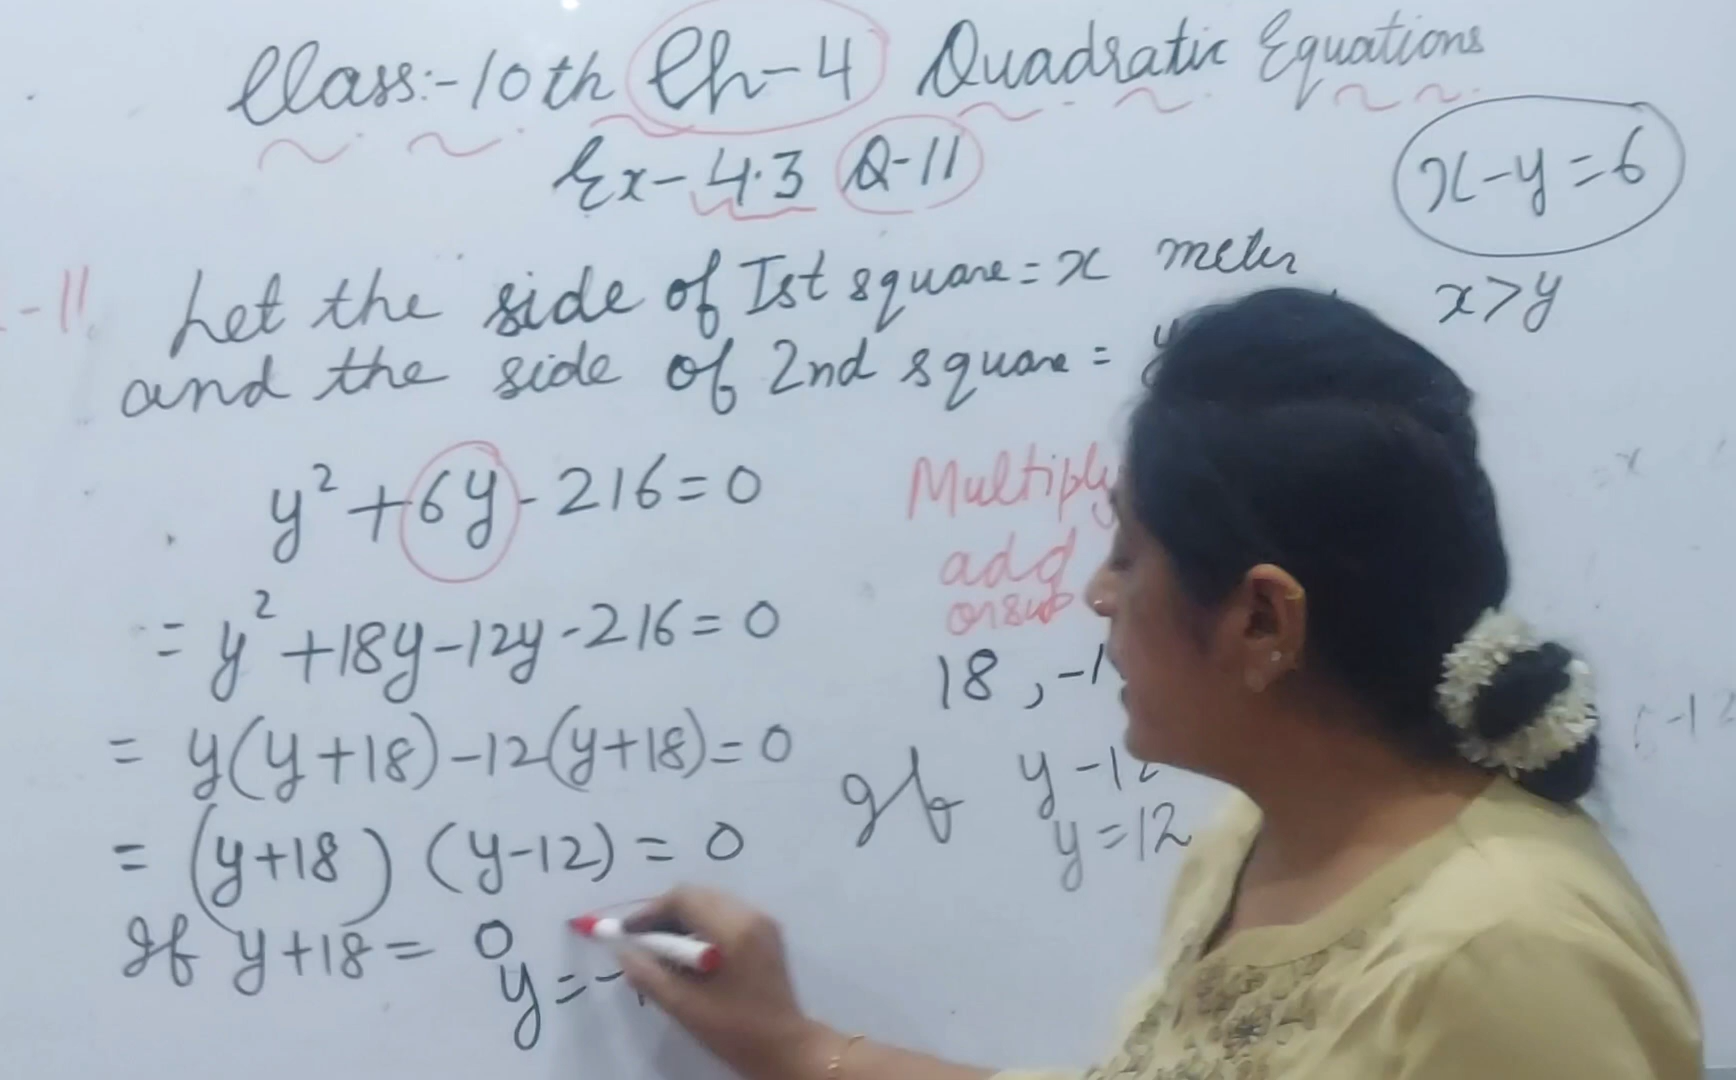 Class:-10th Ch-4 Quadratic Equations
Ex-4.3 Q-11
x-y=6
x>y
-11. Let the side of Ist square = x meter
and the side of 2nd square = y
y²+6y-216=0
Multiply
add
or sub
= y²+18y-12y-216=0
18, -1
= y(y+18)-12(y+18)=0
If y-12
y=12
= (y+18) (y-12) = 0
If y+18 = 0
y=-1